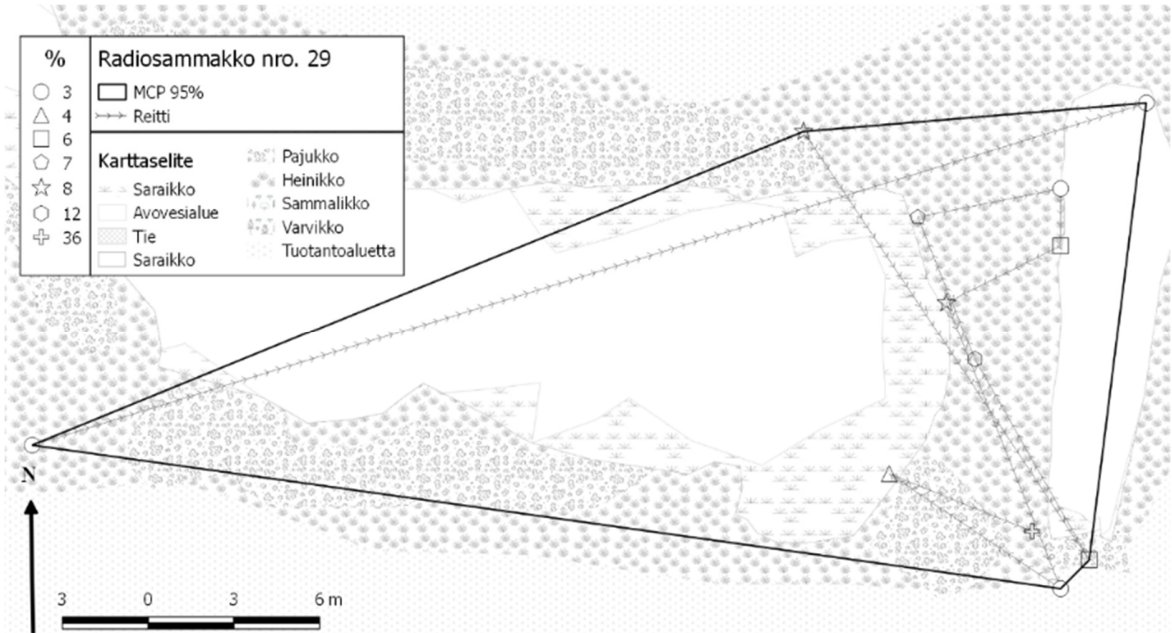 %
3
4
6
7
8
12
36
Radiosammakko nro. 29
MCP 95%
Reitti
Karttaselite
Saraikko
Avovesialue
Tie
Saraikko
Pajukko
Heinikko
Sammalikko
Varvikko
Tuotantoaluetta
N
3 0 3 6 m